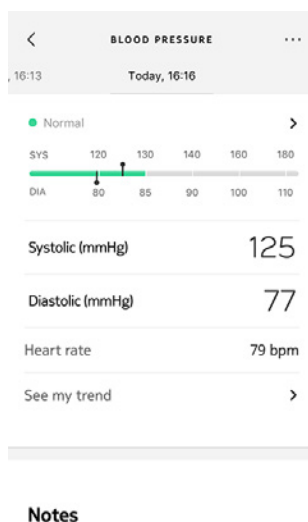 BLOOD PRESSURE
, 16:13 Today, 16:16
Normal
SYS 120 130 140 160 180
DIA 80 85 90 100 110
Systolic (mmHg) 125
Diastolic (mmHg) 77
Heart rate 79 bpm
See my trend
Notes